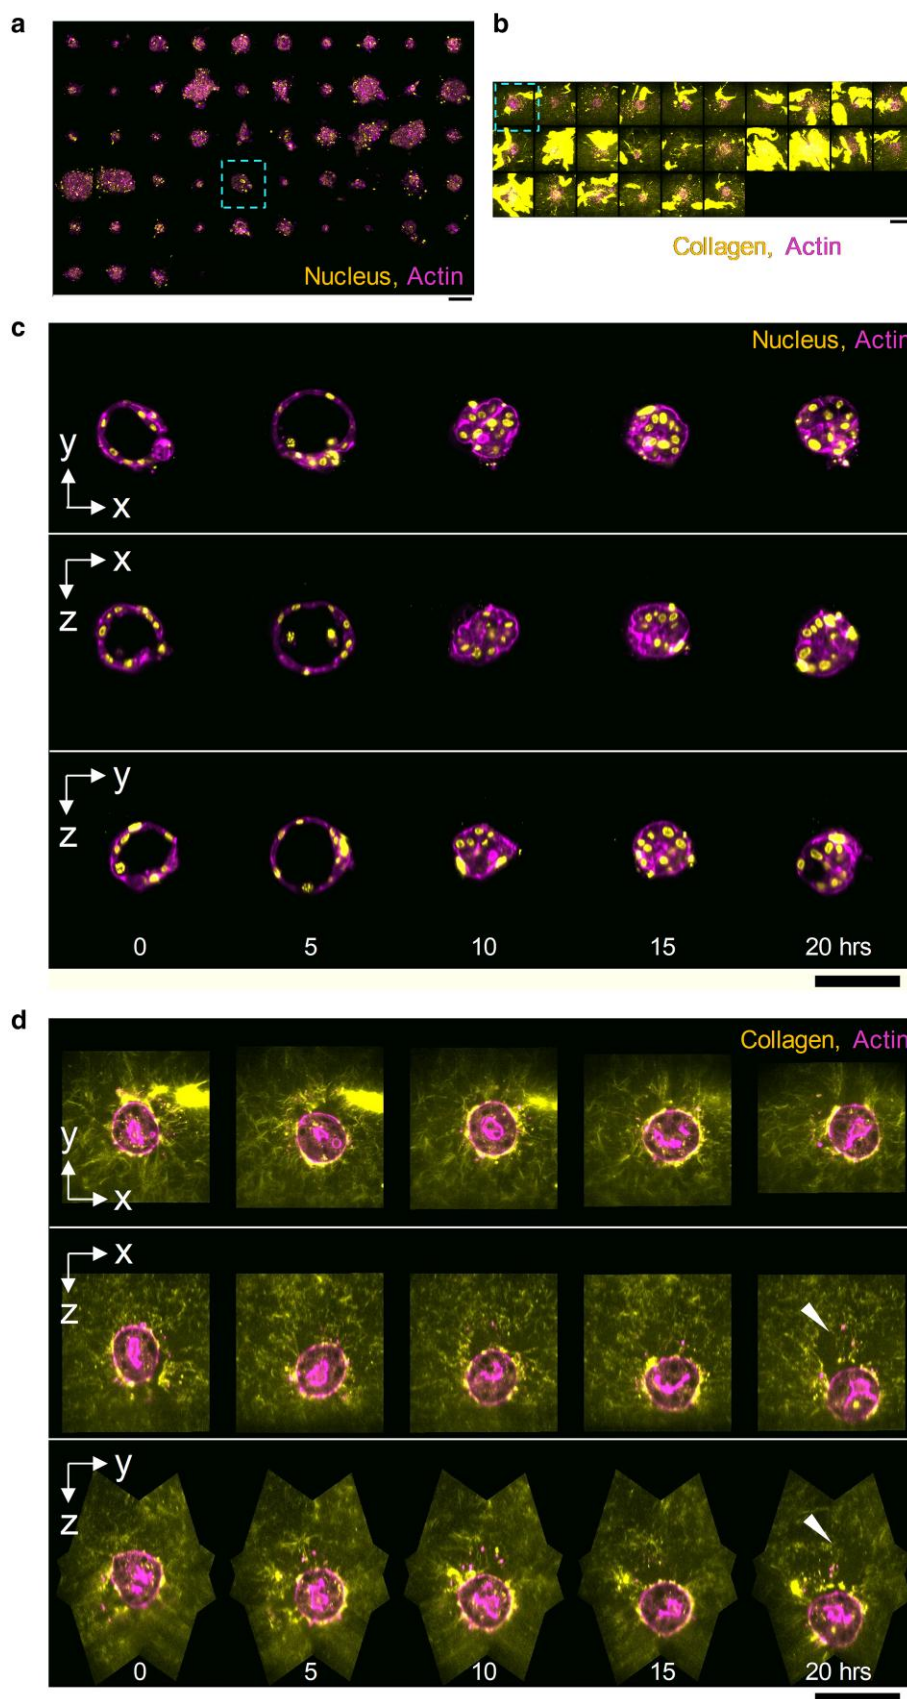 a
b
Nucleus, Actin
Collagen, Actin
c
Nucleus, Actin
y
x
x
z
y
z
0 5 10 15 20 hrs
d
Collagen, Actin
y
x
x
z
y
z
0 5 10 15 20 hrs